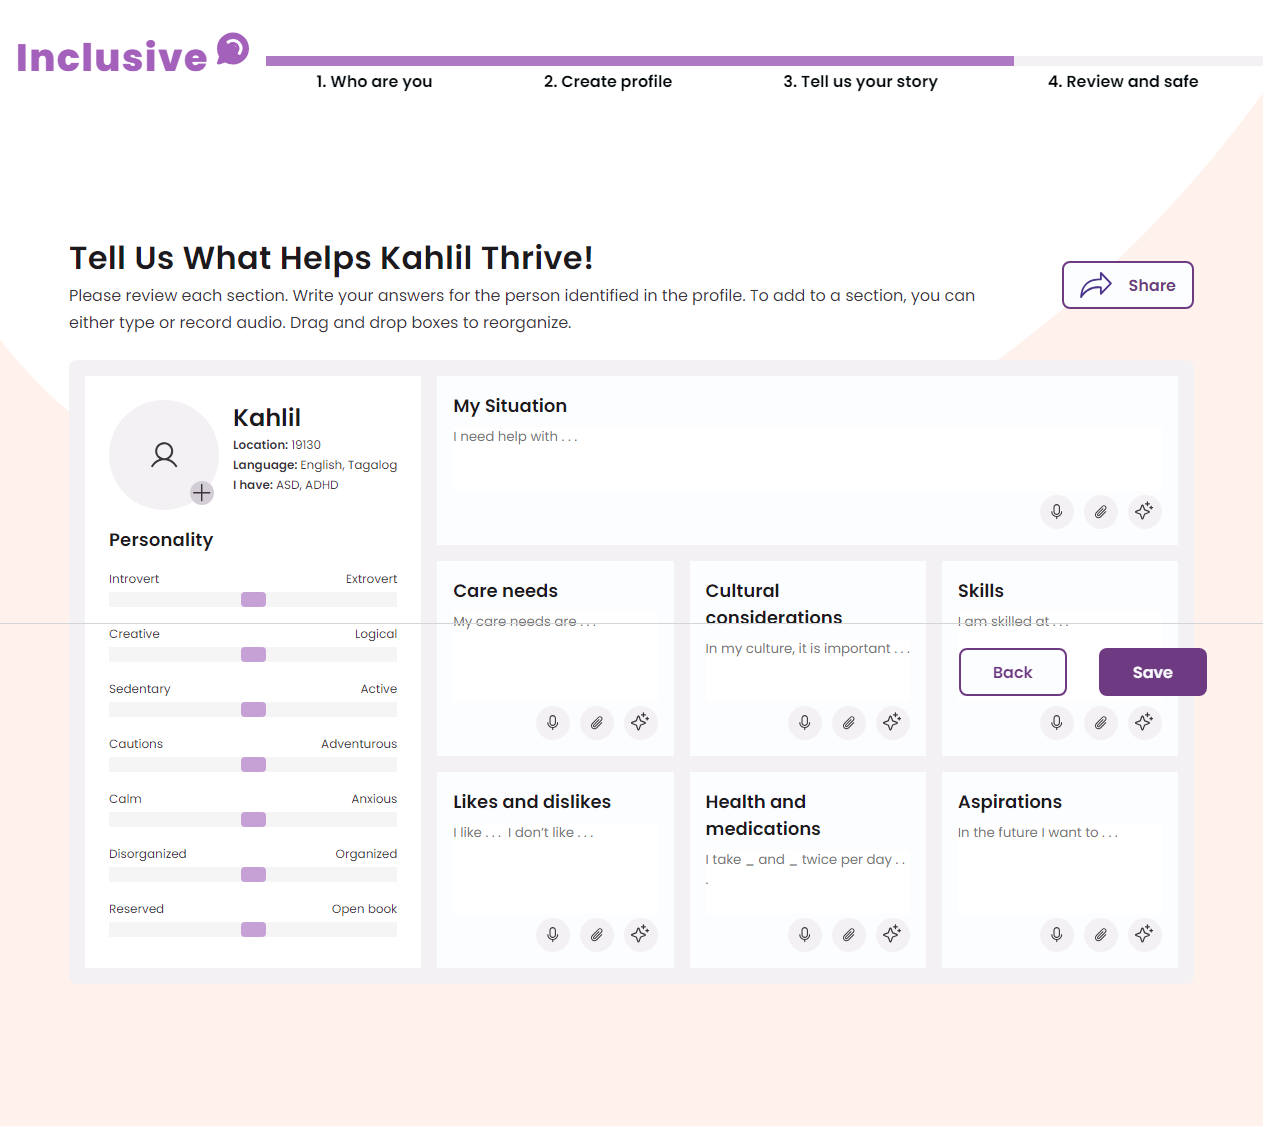 Inclusive
1. Who are you
2. Create profile
3. Tell us your story
4. Review and safe
Tell Us What Helps Kahlil Thrive!
Please review each section. Write your answers for the person identified in the profile. To add to a section, you can
either type or record audio. Drag and drop boxes to reorganize.
Share
Kahlil
Location: 19130
Language: English, Tagalog
I have: ASD, ADHD
Personality
Introvert Extrovert
Creative Logical
Sedentary Active
Cautions Adventurous
Calm Anxious
Disorganized Organized
Reserved Open book
My Situation
I need help with . . .
Care needs
My care needs are . . .
Cultural
considerations
In my culture, it is important . . .
Skills
I am skilled at . . .
Back
Save
Likes and dislikes
I like . . .  I don't like . . .
Health and
medications
I take _ and _ twice per day . .
.
Aspirations
In the future I want to . . .